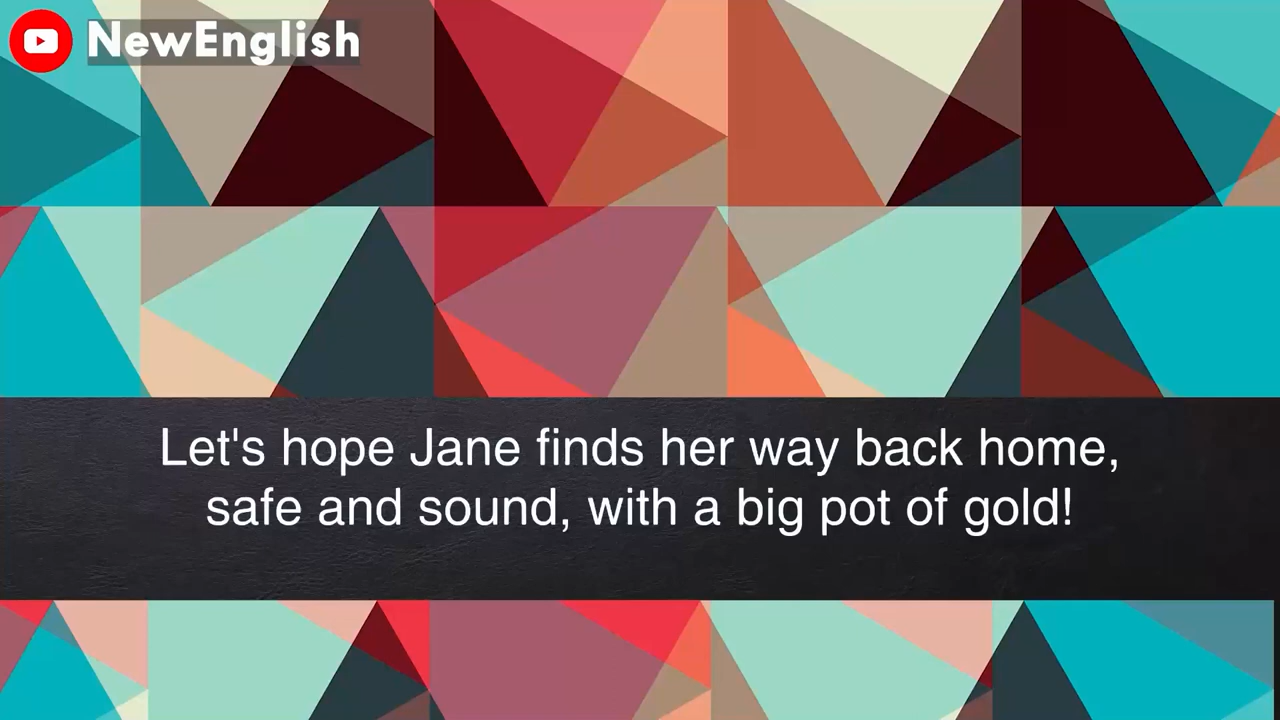 NewEnglish
Let's hope Jane finds her way back home,
safe and sound, with a big pot of gold!